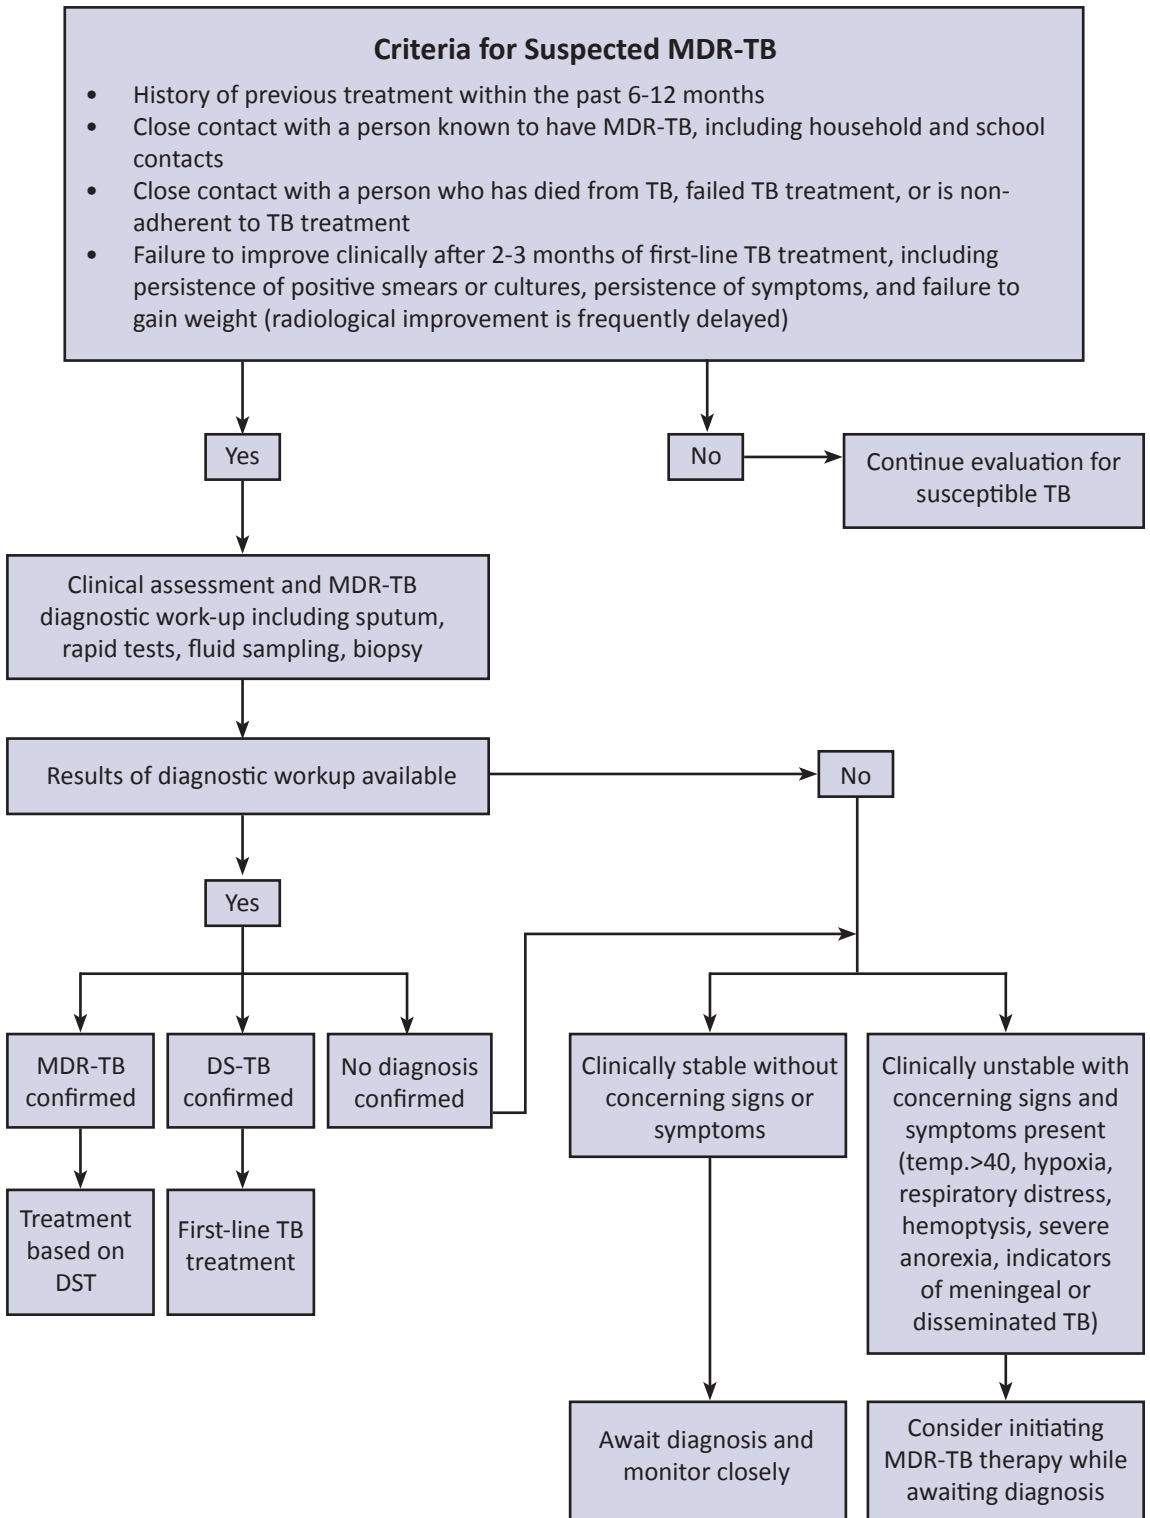 Criteria for Suspected MDR-TB
• History of previous treatment within the past 6-12 months
• Close contact with a person known to have MDR-TB, including household and school
contacts
• Close contact with a person who has died from TB, failed TB treatment, or is non-
adherent to TB treatment
• Failure to improve clinically after 2-3 months of first-line TB treatment, including
persistence of positive smears or cultures, persistence of symptoms, and failure to
gain weight (radiological improvement is frequently delayed)
Yes
No
Continue evaluation for
susceptible TB
Clinical assessment and MDR-TB
diagnostic work-up including sputum,
rapid tests, fluid sampling, biopsy
Results of diagnostic workup available
No
Yes
MDR-TB
confirmed
DS-TB
confirmed
No diagnosis
confirmed
Clinically stable without
concerning signs or
symptoms
Clinically unstable with
concerning signs and
symptoms present
(temp.>40, hypoxia,
respiratory distress,
hemoptysis, severe
anorexia, indicators
of meningeal or
disseminated TB)
Treatment
based on
DST
First-line TB
treatment
Await diagnosis and
monitor closely
Consider initiating
MDR-TB therapy while
awaiting diagnosis